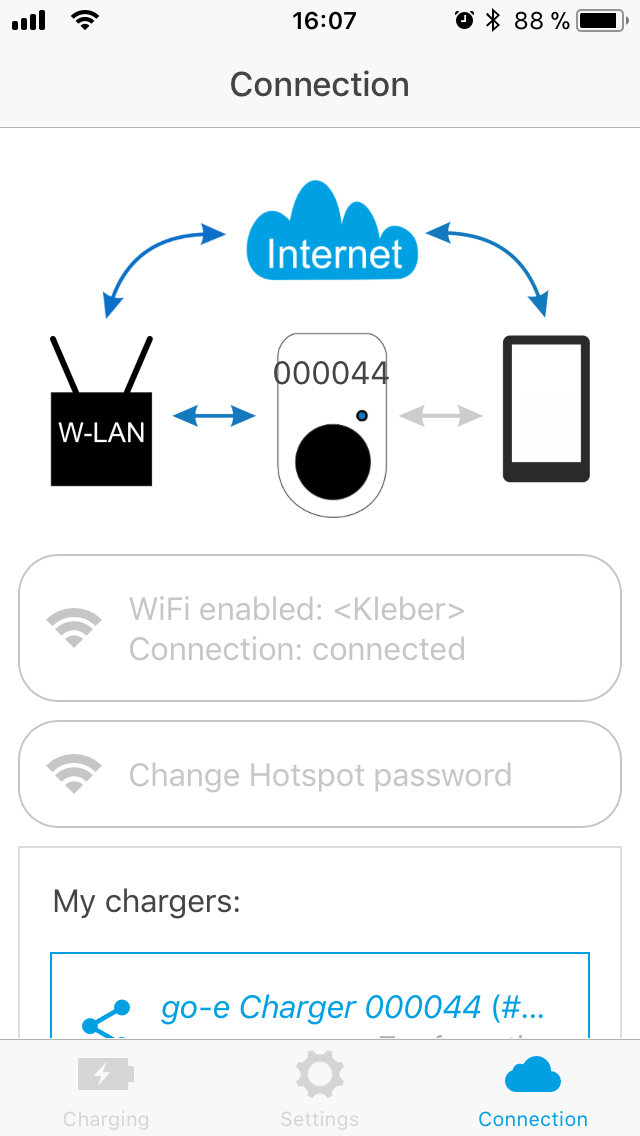 16:07
88 %
Connection
Internet
000044
W-LAN
WiFi enabled: <Kleber>
Connection: connected
Change Hotspot password
My chargers:
go-e Charger 000044 (#...
Charging
Settings
Connection